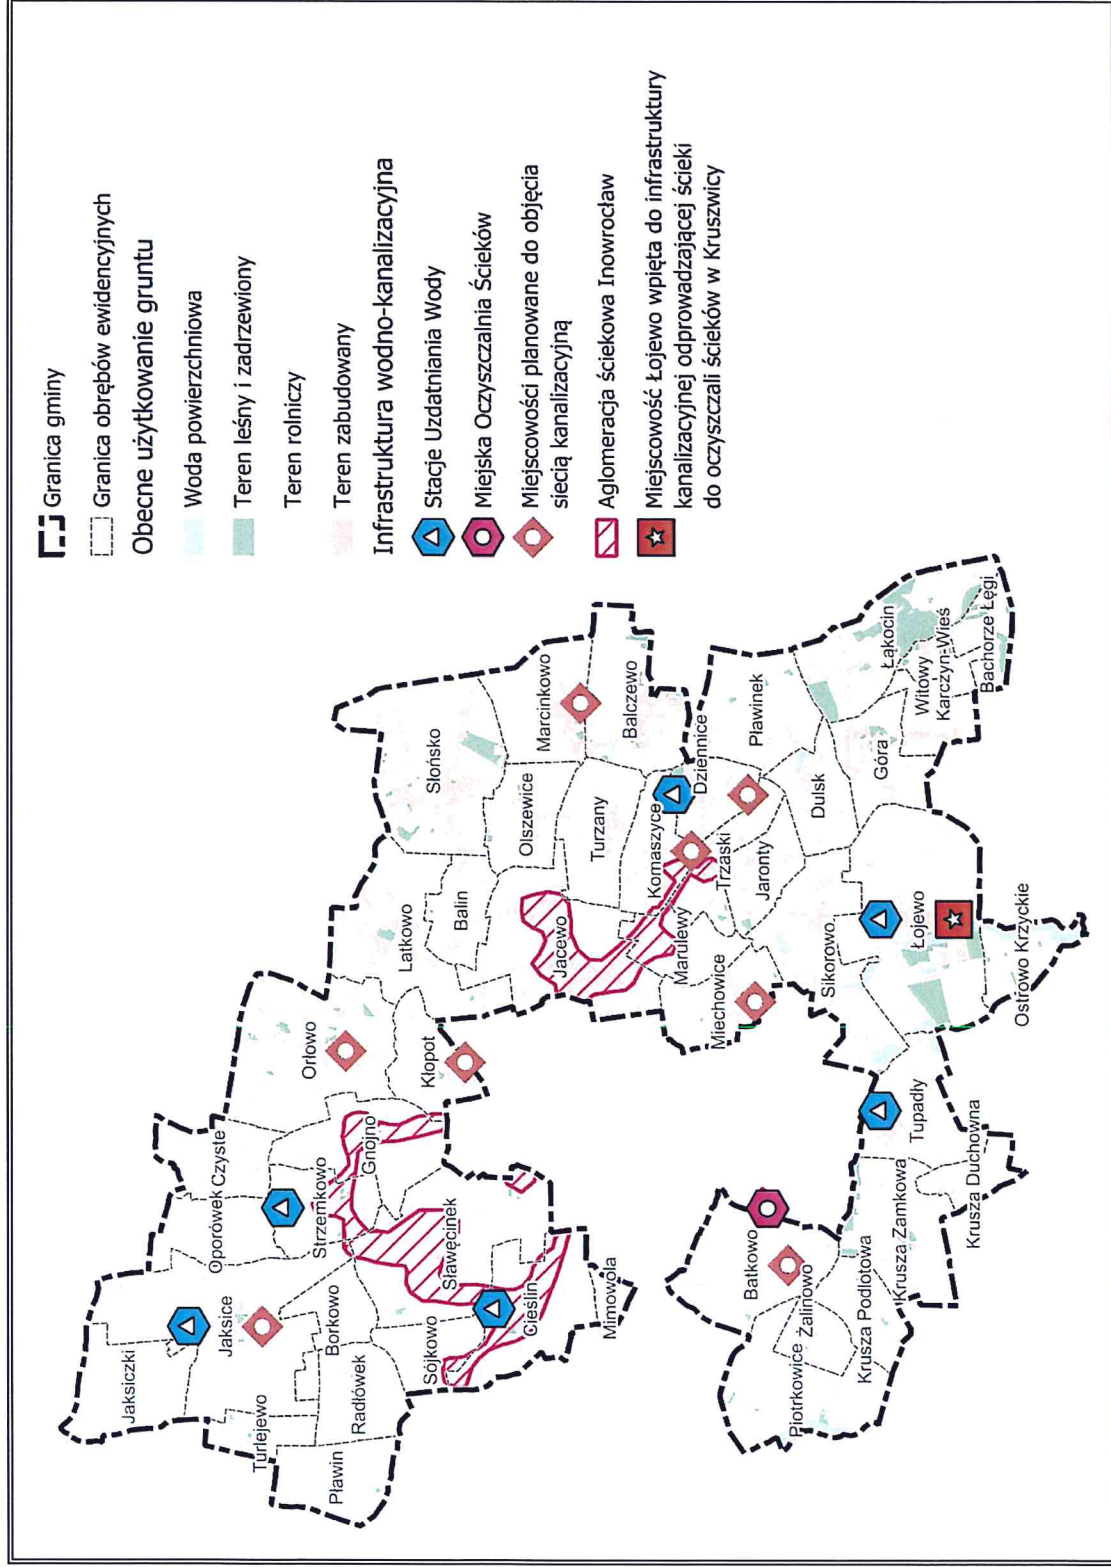 Granica gminy
Granica obrębów ewidencyjnych
Obecne użytkowanie gruntu
Woda powierzchniowa
Teren leśny i zadrzewiony
Teren rolniczy
Teren zabudowany
Infrastruktura wodno-kanalizacyjna
Stacje Uzdatniania Wody
Miejska Oczyszczalnia Ścieków
Miejscowości planowane do objęcia
siecią kanalizacyjną
Aglomeracja ściekowa Inowrocław
Miejscowość Łojewo wpięta do infrastruktury
kanalizacyjnej odprowadzającej ścieki
do oczyszczali ścieków w Kruszwicy
Jaksiczki
Oporówek
Czyste
Jaksice
Turlejewo
Strzemkowo
Orłowo
Borkowo
Pławin
Radłówek
Gnojno
Kłopot
Latkowo
Słońsko
Sójkowo
Sławęcinek
Balin
Cieślin
Olszewice
Marcinkowo
Jacewo
Turzany
Mimowola
Balczewo
Komaszyce
Marulewy
Dziennice
Miechowice
Trzaski
Pławinek
Jaronty
Batkowo
Dulsk
Piotrkowice
Żalinowo
Sikorowo
Góra
Łąkocin
Krusza Podlotowa
Krusza Zamkowa
Tupadły
Łojewo
Witowy
Karczyn-Wieś
Krusza Duchowna
Bachorze Łęgi
Ostrowo Krzyckie